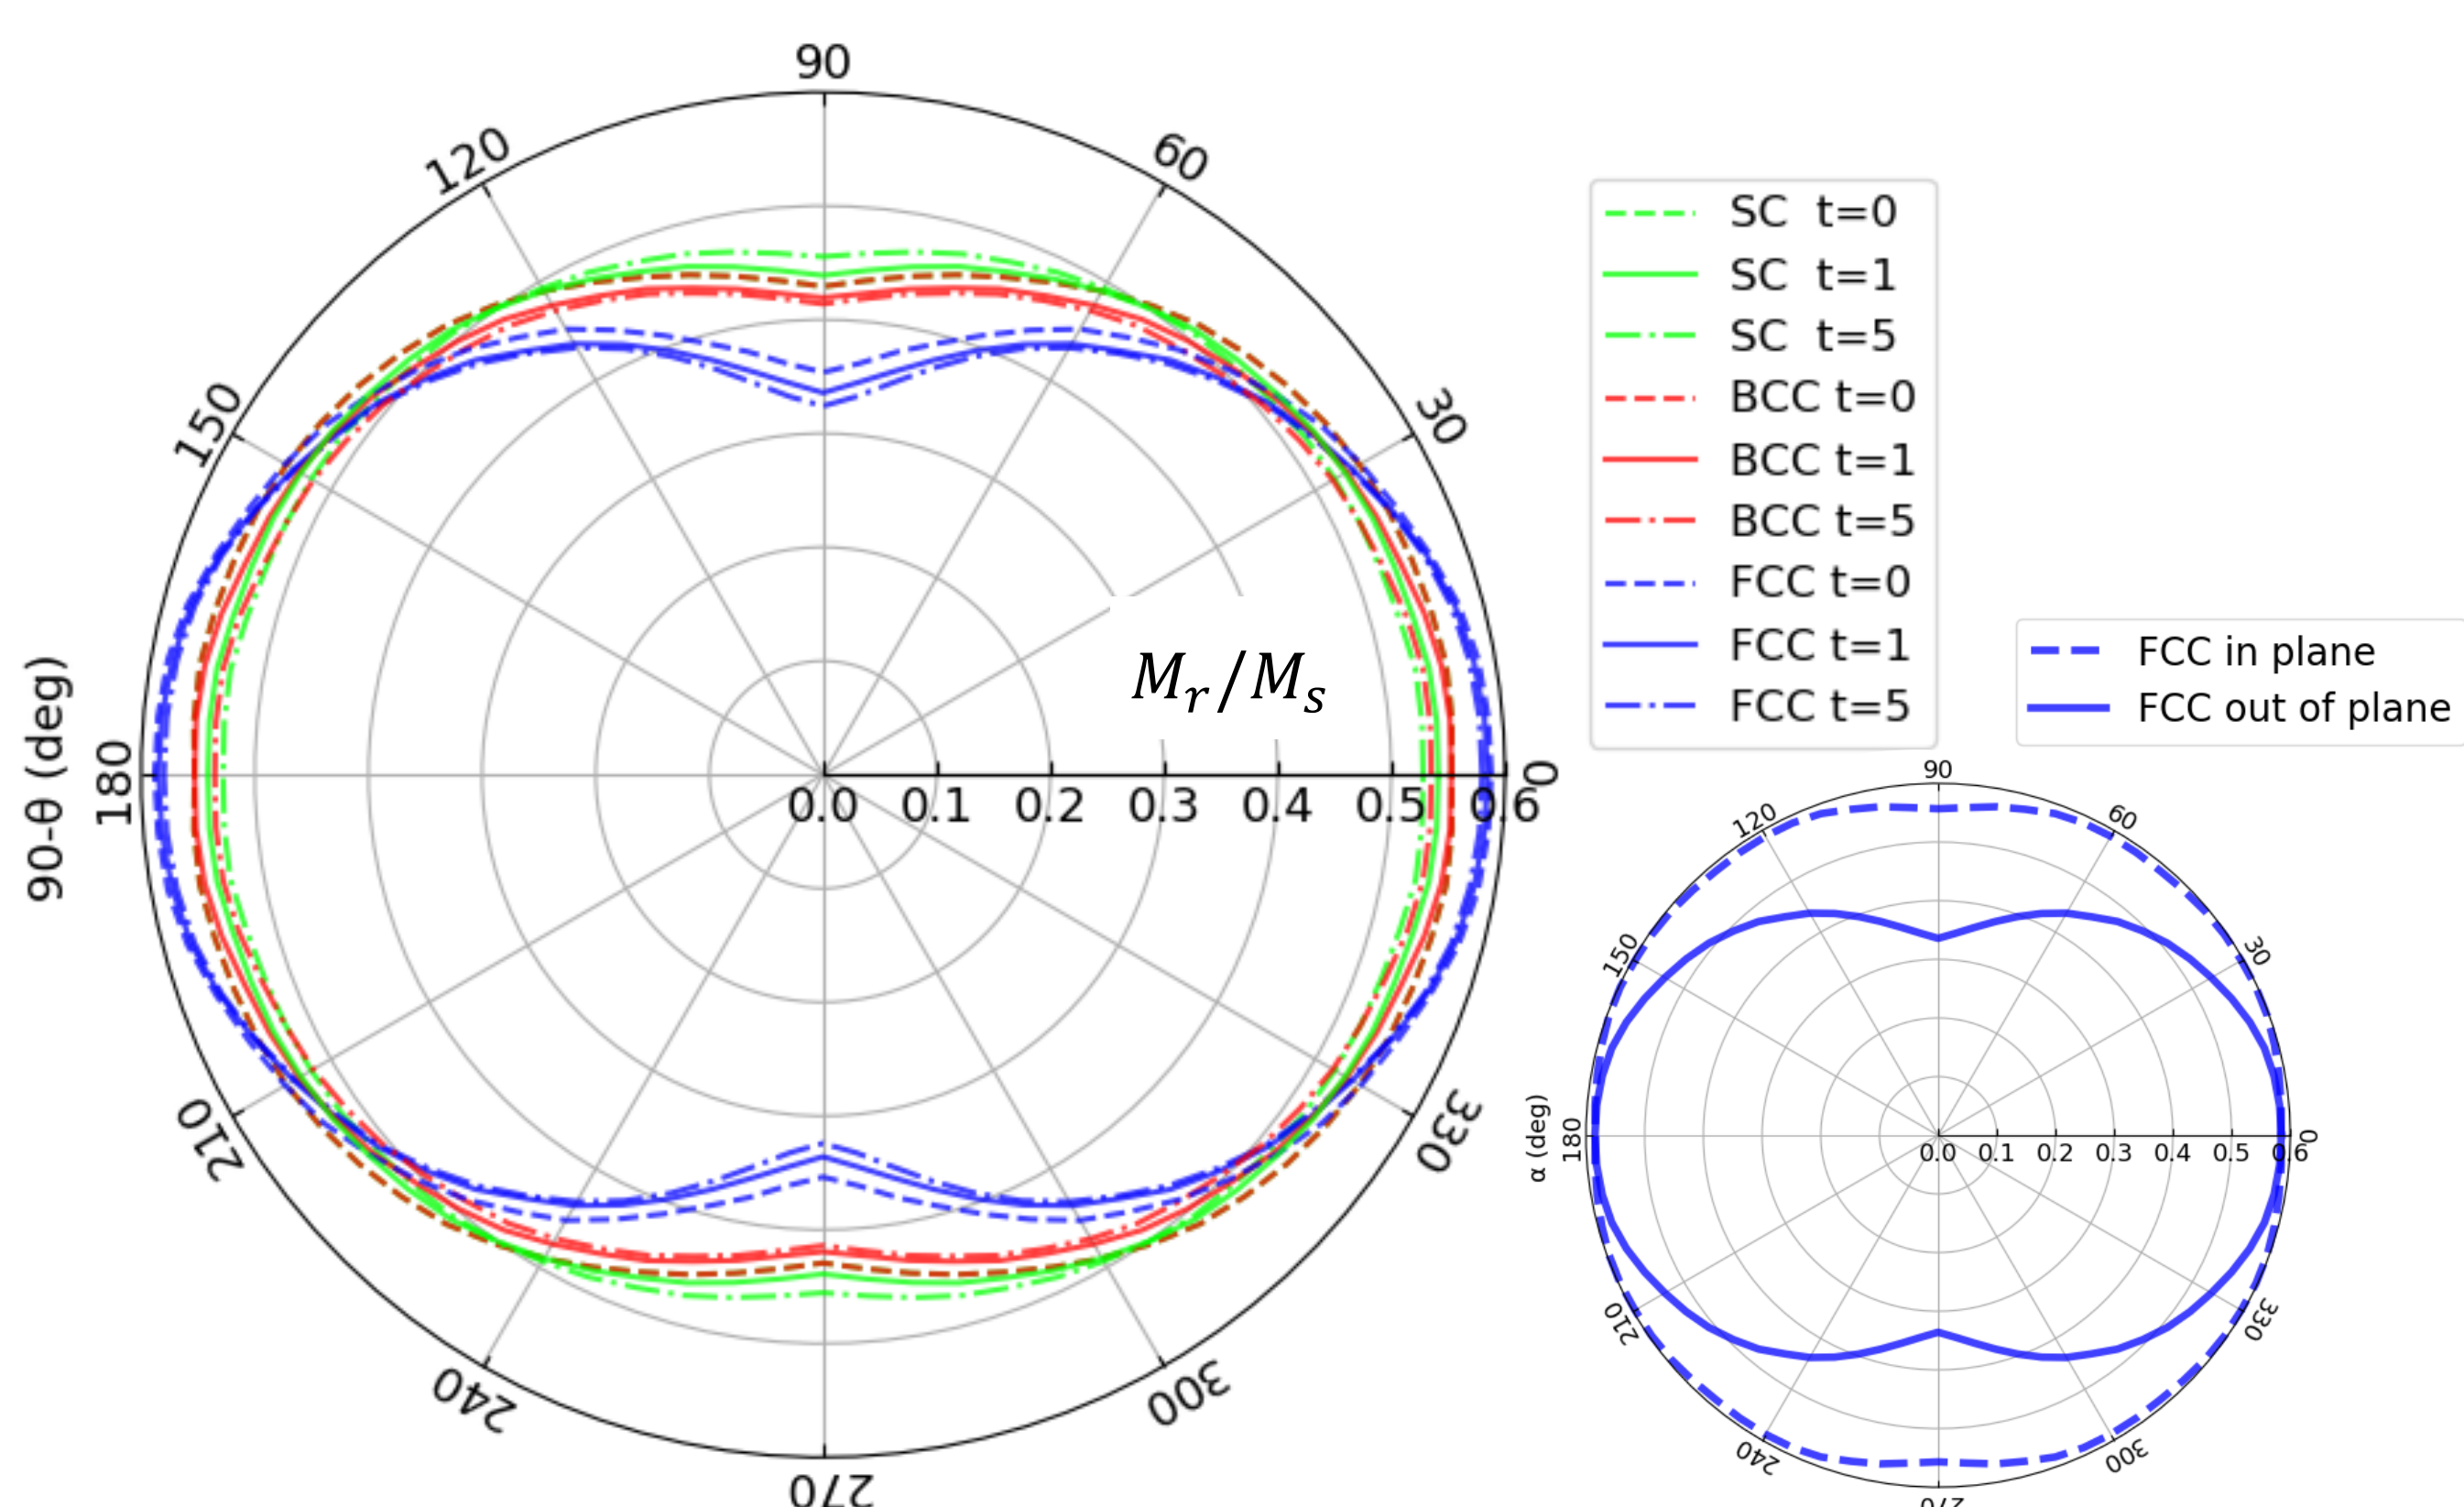 90
120
60
150
30
90-θ (deg)
180
0
0.0 0.1 0.2 0.3 0.4 0.5 0.6
M_r/M_s
210
330
240
300
270
SC t=0
SC t=1
SC t=5
BCC t=0
BCC t=1
BCC t=5
FCC t=0
FCC t=1
FCC t=5
FCC in plane
FCC out of plane
90
120
60
150
30
α (deg)
180
0
0.0 0.1 0.2 0.3 0.4 0.5 0.6
210
330
240
300
270